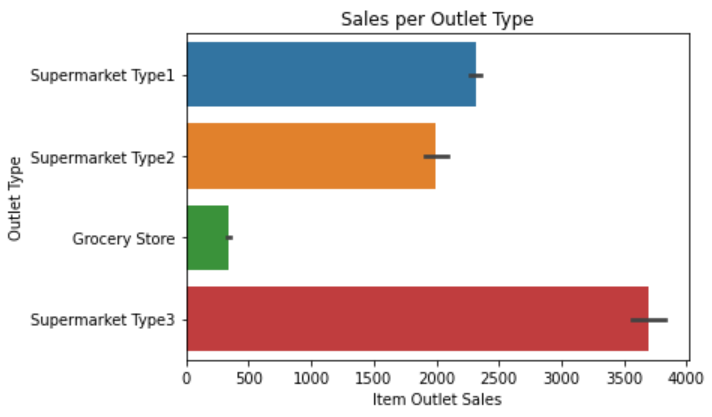 Sales per Outlet Type
Outlet Type
Supermarket Type1
Supermarket Type2
Grocery Store
Supermarket Type3
0 500 1000 1500 2000 2500 3000 3500 4000
Item Outlet Sales